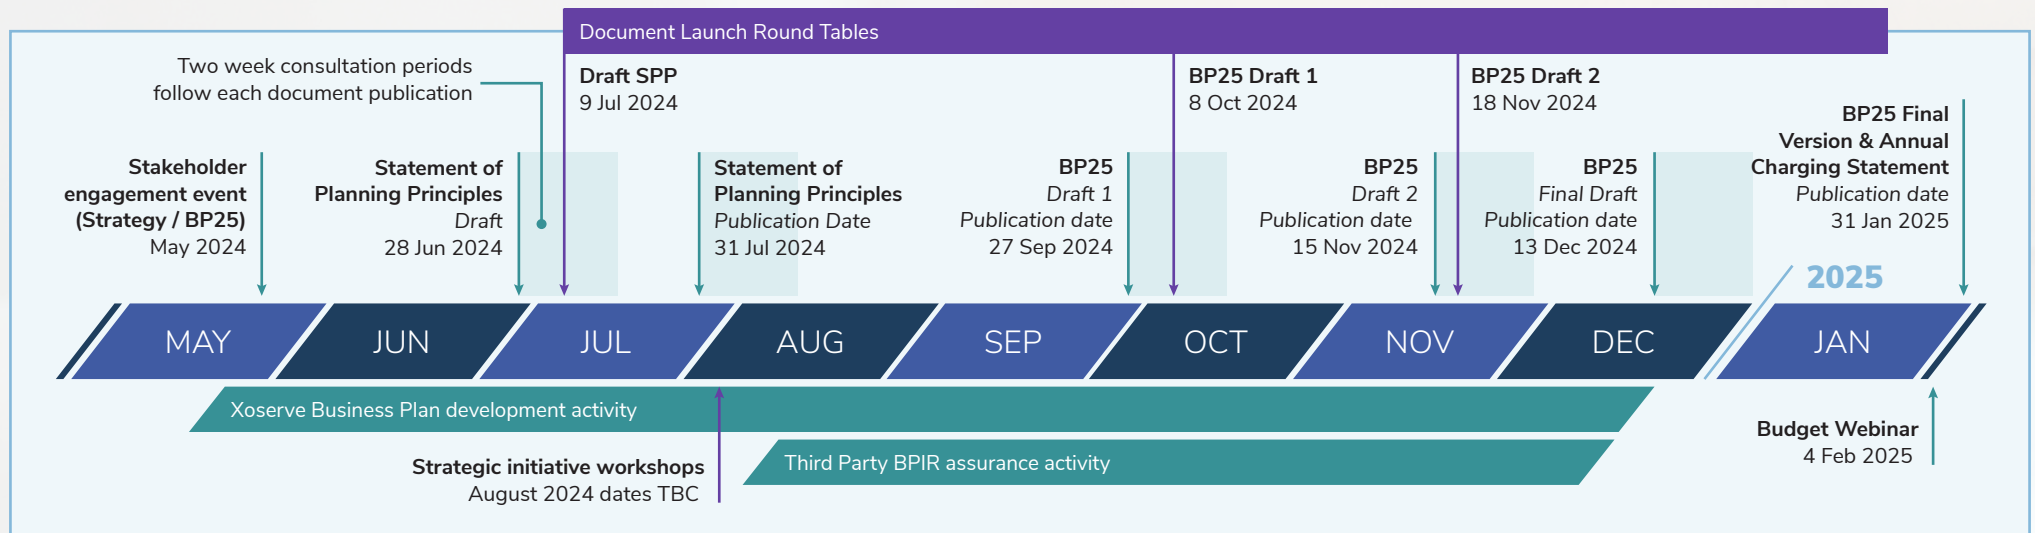 Document Launch Round Tables
Two week consultation periods
follow each document publication
Draft SPP
9 Jul 2024
BP25 Draft 1
8 Oct 2024
BP25 Draft 2
18 Nov 2024
Stakeholder
engagement event
(Strategy / BP25)
May 2024
Statement of
Planning Principles
Draft
28 Jun 2024
Statement of
Planning Principles
Publication Date
31 Jul 2024
BP25
Draft 1
Publication date
27 Sep 2024
BP25
Draft 2
Publication date
15 Nov 2024
BP25
Final Draft
Publication date
13 Dec 2024
BP25 Final
Version & Annual
Charging Statement
Publication date
31 Jan 2025
2025
MAY
JUN
JUL
AUG
SEP
OCT
NOV
DEC
JAN
Xoserve Business Plan development activity
Third Party BPIR assurance activity
Strategic initiative workshops
August 2024 dates TBC
Budget Webinar
4 Feb 2025